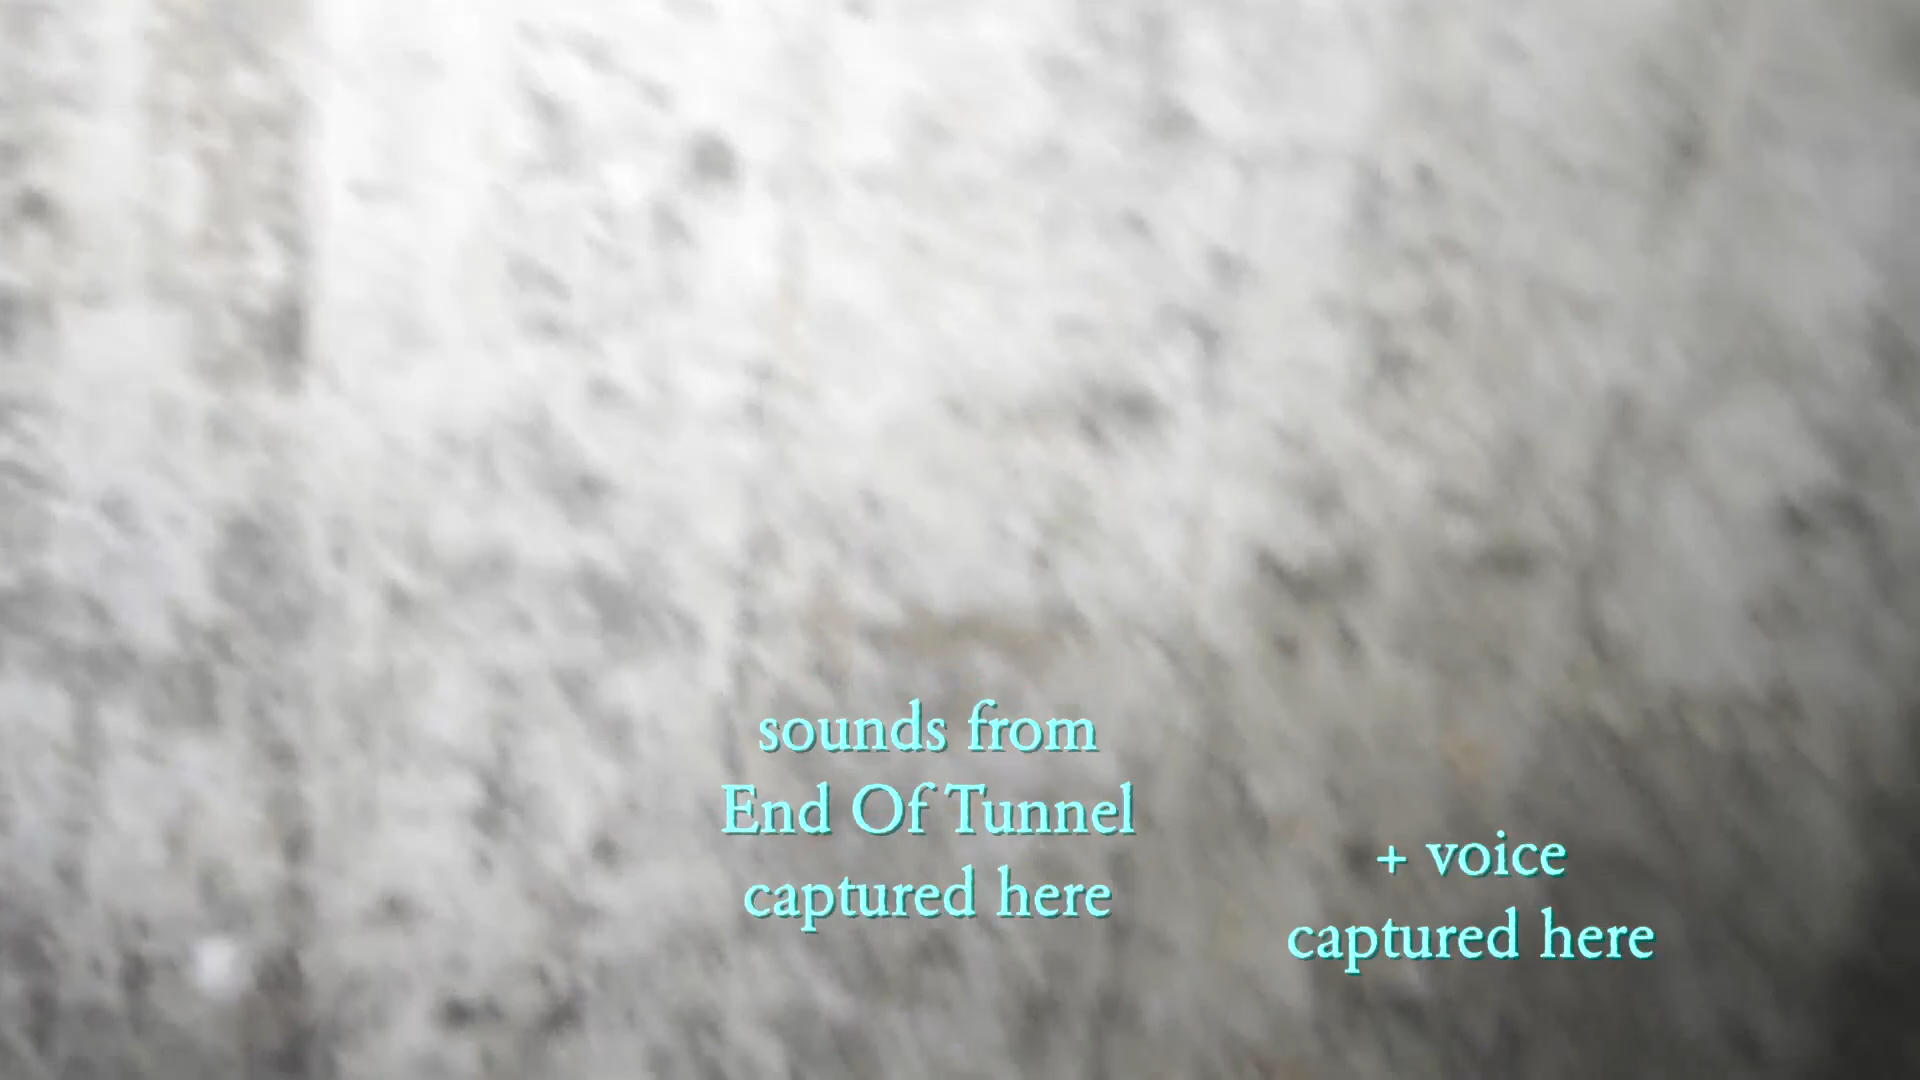 sounds from
End Of Tunnel
captured here
+ voice
captured here